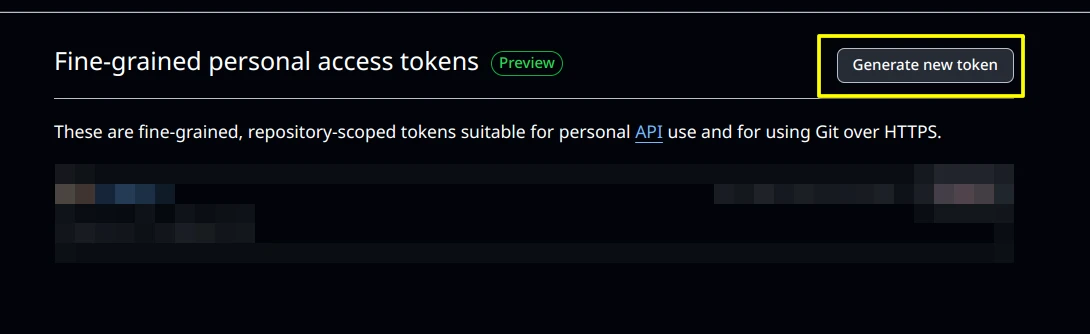 Fine-grained personal access tokens Preview
Generate new token
These are fine-grained, repository-scoped tokens suitable for personal API use and for using Git over HTTPS.